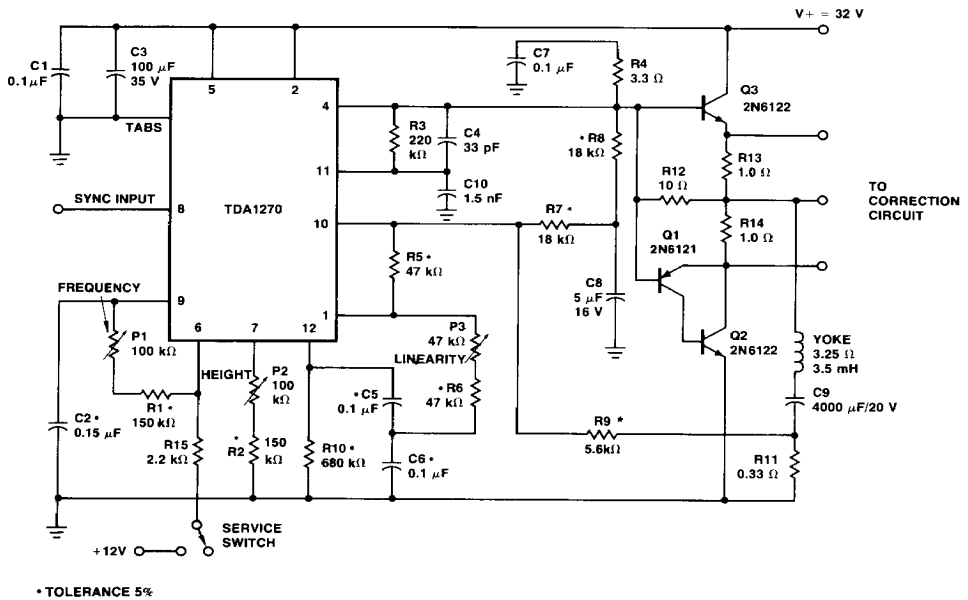 V+ = 32 V
C1
0.1 μF
C3
100 μF
35 V
5
2
C7
0.1 μF
R4
3.3 Ω
Q3
2N6122
TABS
4
R3
220
kΩ
C4
33 pF
* R8
18 kΩ
R13
1.0 Ω
11
C10
1.5 nF
R12
10 Ω
TO
CORRECTION
CIRCUIT
SYNC INPUT
8
TDA1270
10
R7 *
18 kΩ
R14
1.0 Ω
Q1
2N6121
R5 •
47 kΩ
FREQUENCY
9
C8
5 μF
16 V
P1
100 kΩ
6
7
12
1
P3
47 kΩ
LINEARITY
Q2
2N6122
YOKE
3.25 Ω
3.5 mH
HEIGHT
P2
100
kΩ
• C5
0.1 μF
* R6
47 kΩ
C9
4000 μF/20 V
R1 *
150 kΩ
C2 •
0.15 μF
R15
2.2 kΩ
*
R2
150
kΩ
R10 •
680 kΩ
C6 •
0.1 μF
R9 *
5.6kΩ
R11
0.33 Ω
SERVICE
SWITCH
+12V
• TOLERANCE 5%